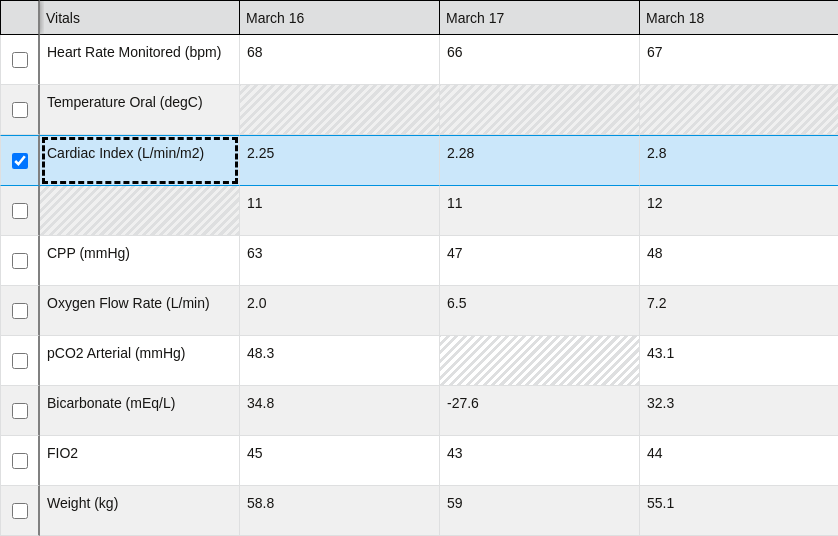 Vitals March 16 March 17 March 18
Heart Rate Monitored (bpm) 68 66 67
Temperature Oral (degC)
Cardiac Index (L/min/m2) 2.25 2.28 2.8
11 11 12
CPP (mmHg) 63 47 48
Oxygen Flow Rate (L/min) 2.0 6.5 7.2
pCO2 Arterial (mmHg) 48.3 43.1
Bicarbonate (mEq/L) 34.8 -27.6 32.3
FIO2 45 43 44
Weight (kg) 58.8 59 55.1